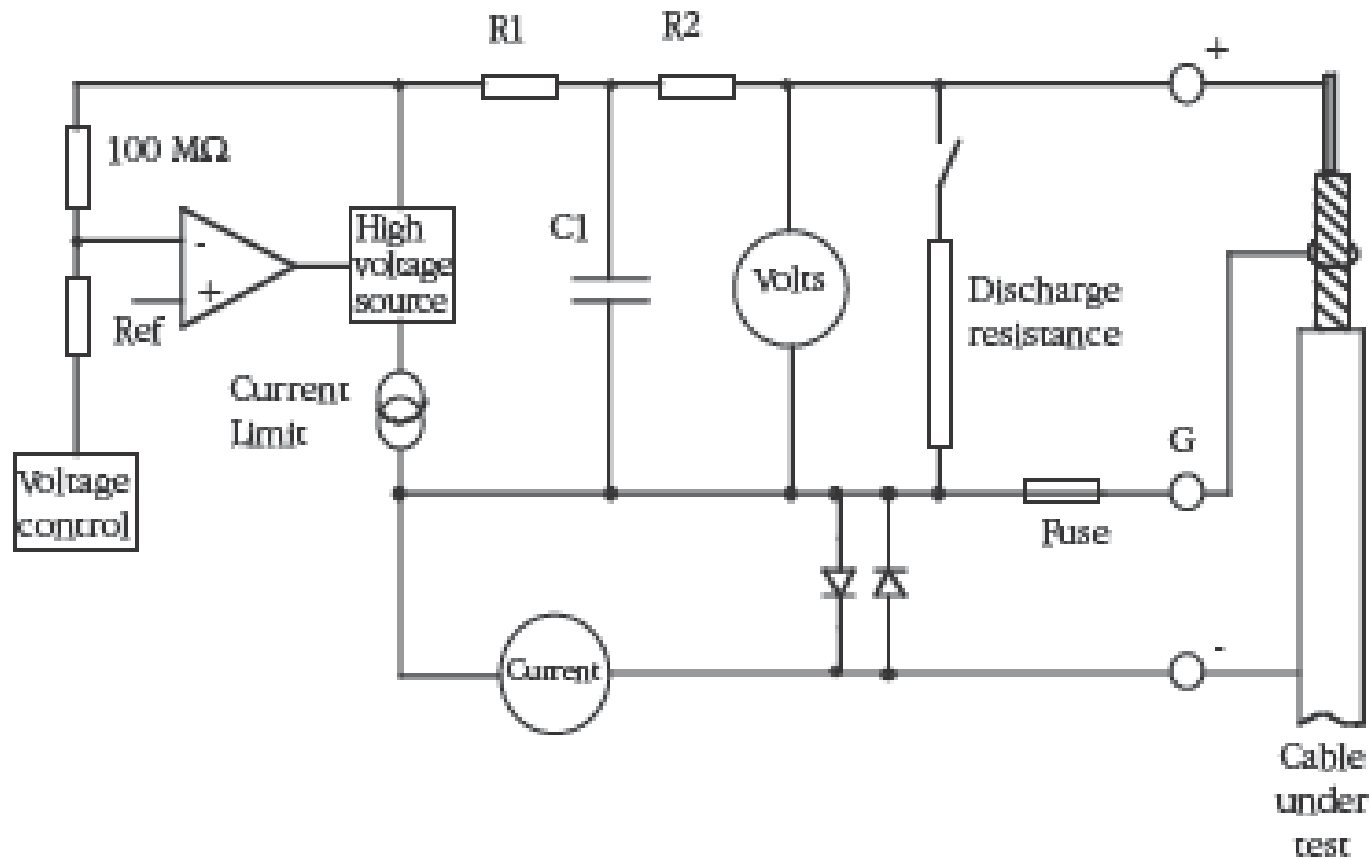 R1
R2
+
100 MΩ
-
+
Ref
High
voltage
source
C1
Volts
Discharge
resistance
Current
Limit
G
Voltage
control
Fuse
Current
-
Cable
under
test